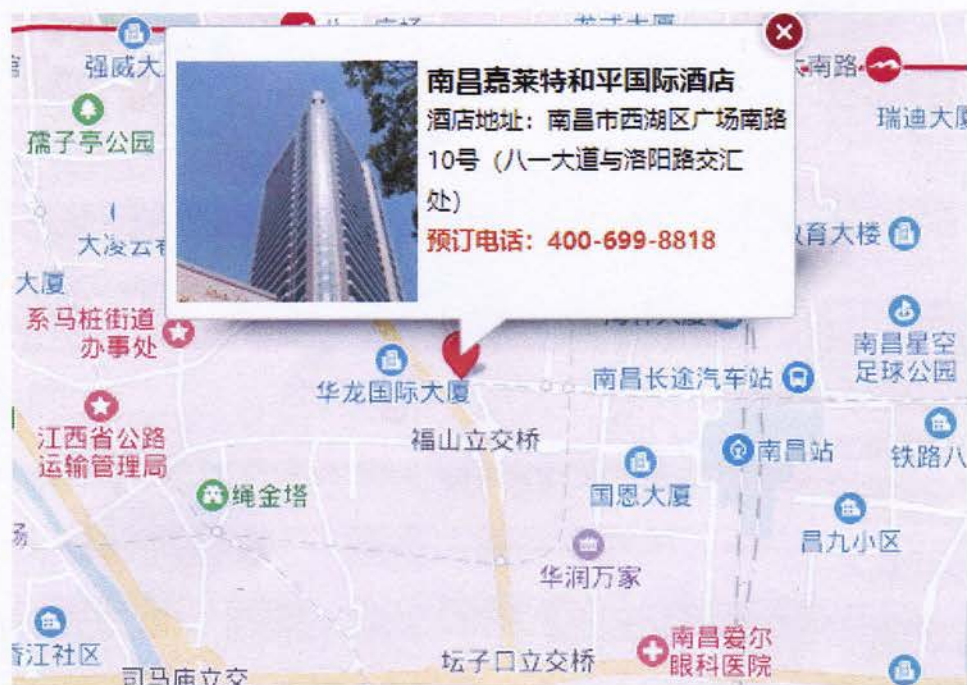 强威大
南昌嘉莱特和平国际酒店
酒店地址：南昌市西湖区广场南路
10号（八一大道与洛阳路交汇
处）
预订电话：400-699-8818
南路
瑞迪大厦
孺子亭公园
大凌云
育大楼
大厦
系马桩街道
办事处
华龙国际大厦
南昌长途汽车站
南昌星空
足球公园
江西省公路
运输管理局
福山立交桥
南昌站
铁路八
绳金塔
国恩大厦
昌九小区
华润万家
香江社区
司马庙立交
坛子口立交桥
南昌爱尔
眼科医院